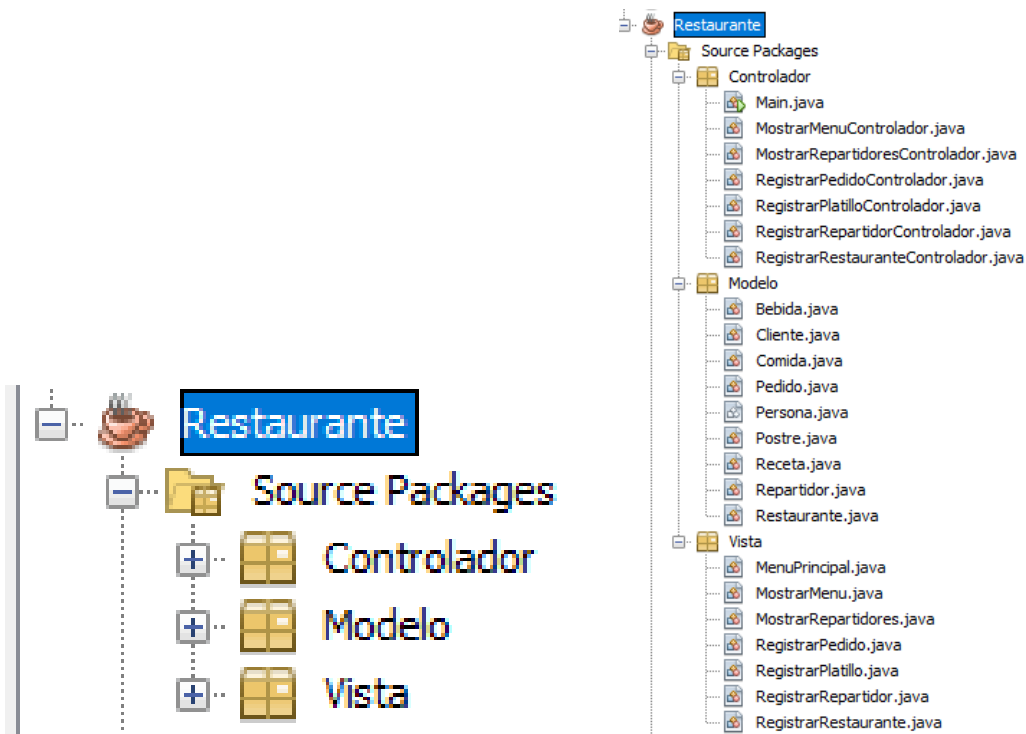 Restaurante
Source Packages
Controlador
Modelo
Vista
Restaurante
Source Packages
Controlador
Main.java
MostrarMenuControlador.java
MostrarRepartidoresControlador.java
RegistrarPedidoControlador.java
RegistrarPlatilloControlador.java
RegistrarRepartidorControlador.java
RegistrarRestauranteControlador.java
Modelo
Bebida.java
Cliente.java
Comida.java
Pedido.java
Persona.java
Postre.java
Receta.java
Repartidor.java
Restaurante.java
Vista
MenuPrincipal.java
MostrarMenu.java
MostrarRepartidores.java
RegistrarPedido.java
RegistrarPlatillo.java
RegistrarRepartidor.java
RegistrarRestaurante.java